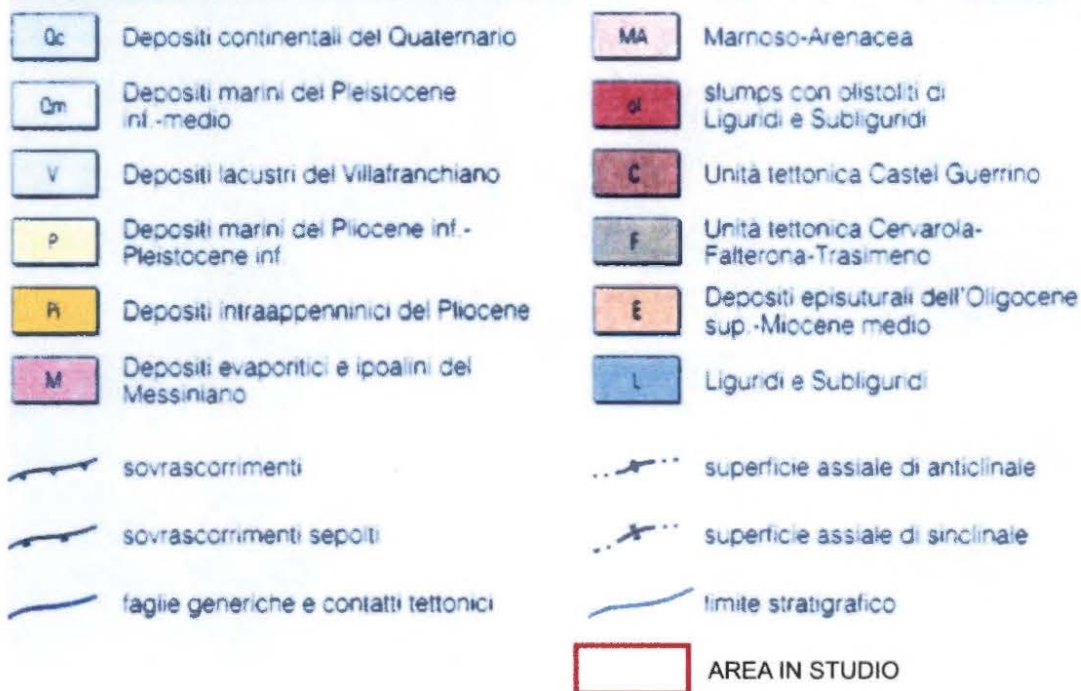 Qc Depositi continentali del Quaternario
Qm Depositi marini del Pleistocene
inf.-medio
V Depositi lacustri del Villafranchiano
P Depositi marini del Pliocene inf.-
Pleistocene inf.
Pi Depositi intraappenninici del Pliocene
M Depositi evaporitici e ipoalini del
Messiniano
sovrascorrimenti
sovrascorrimenti sepolti
faglie generiche e contatti tettonici
MA Marnoso-Arenacea
ol slumps con olistoliti di
Liguridi e Subliguridi
C Unità tettonica Castel Guerrino
F Unità tettonica Cervarola-
Falterona-Trasimeno
E Depositi episuturali dell'Oligocene
sup.-Miocene medio
L Liguridi e Subliguridi
superficie assiale di anticlinale
superficie assiale di sinclinale
limite stratigrafico
AREA IN STUDIO